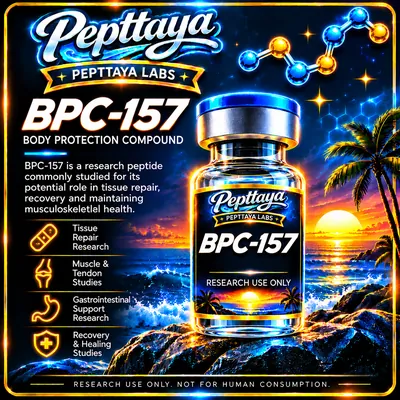 Pepttaya
PEPTTAYA LABS
BPC-157
BODY PROTECTION COMPOUND
BPC-157 is a research peptide
commonly studied for its
potential role in tissue repair,
recovery and maintaining
musculoskeletlel health.
Tissue
Repair
Research
Muscle &
Tendon
Studies
Gastrointestinal
Support
Research
Recovery
& Healing
Studies
Pepttaya
PEPTTAYA LABS
BPC-157
RESEARCH USE ONLY
RESEARCH USE ONLY. NOT FOR HUMAN CONSUMPTION.